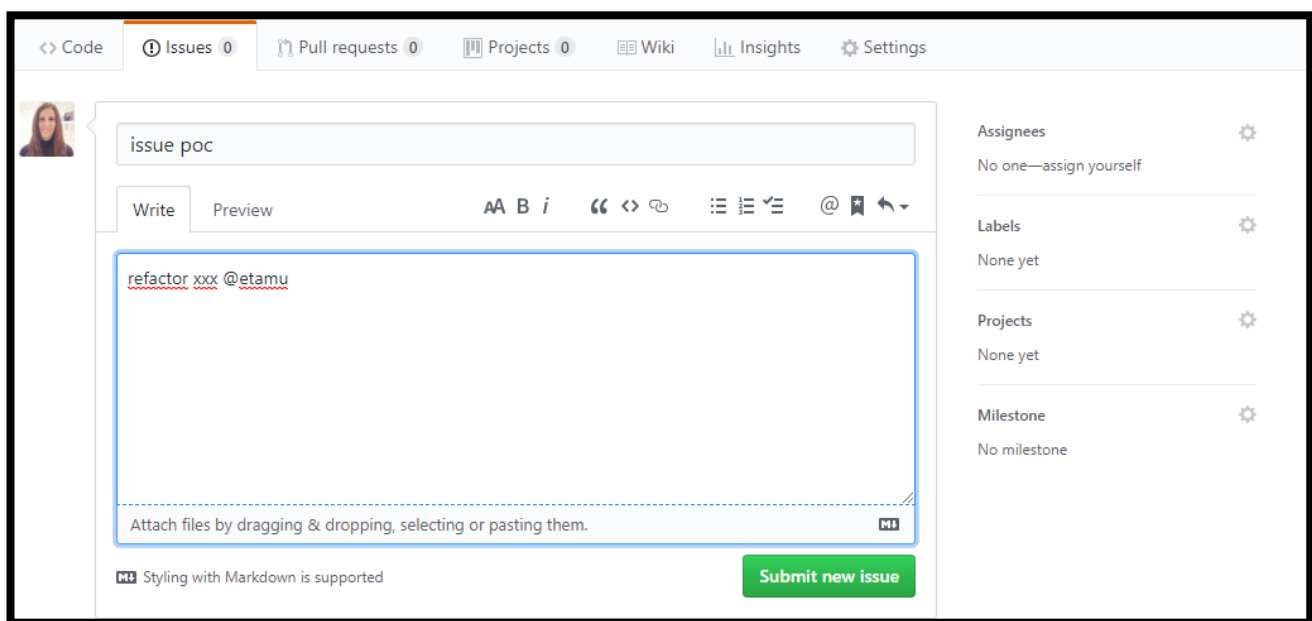 <> Code Issues 0 Pull requests 0 Projects 0 Wiki Insights Settings
issue poc
Write Preview AA B i @
refactor xxx @etamu
Attach files by dragging & dropping, selecting or pasting them.
Styling with Markdown is supported
Submit new issue
Assignees
No one—assign yourself
Labels
None yet
Projects
None yet
Milestone
No milestone